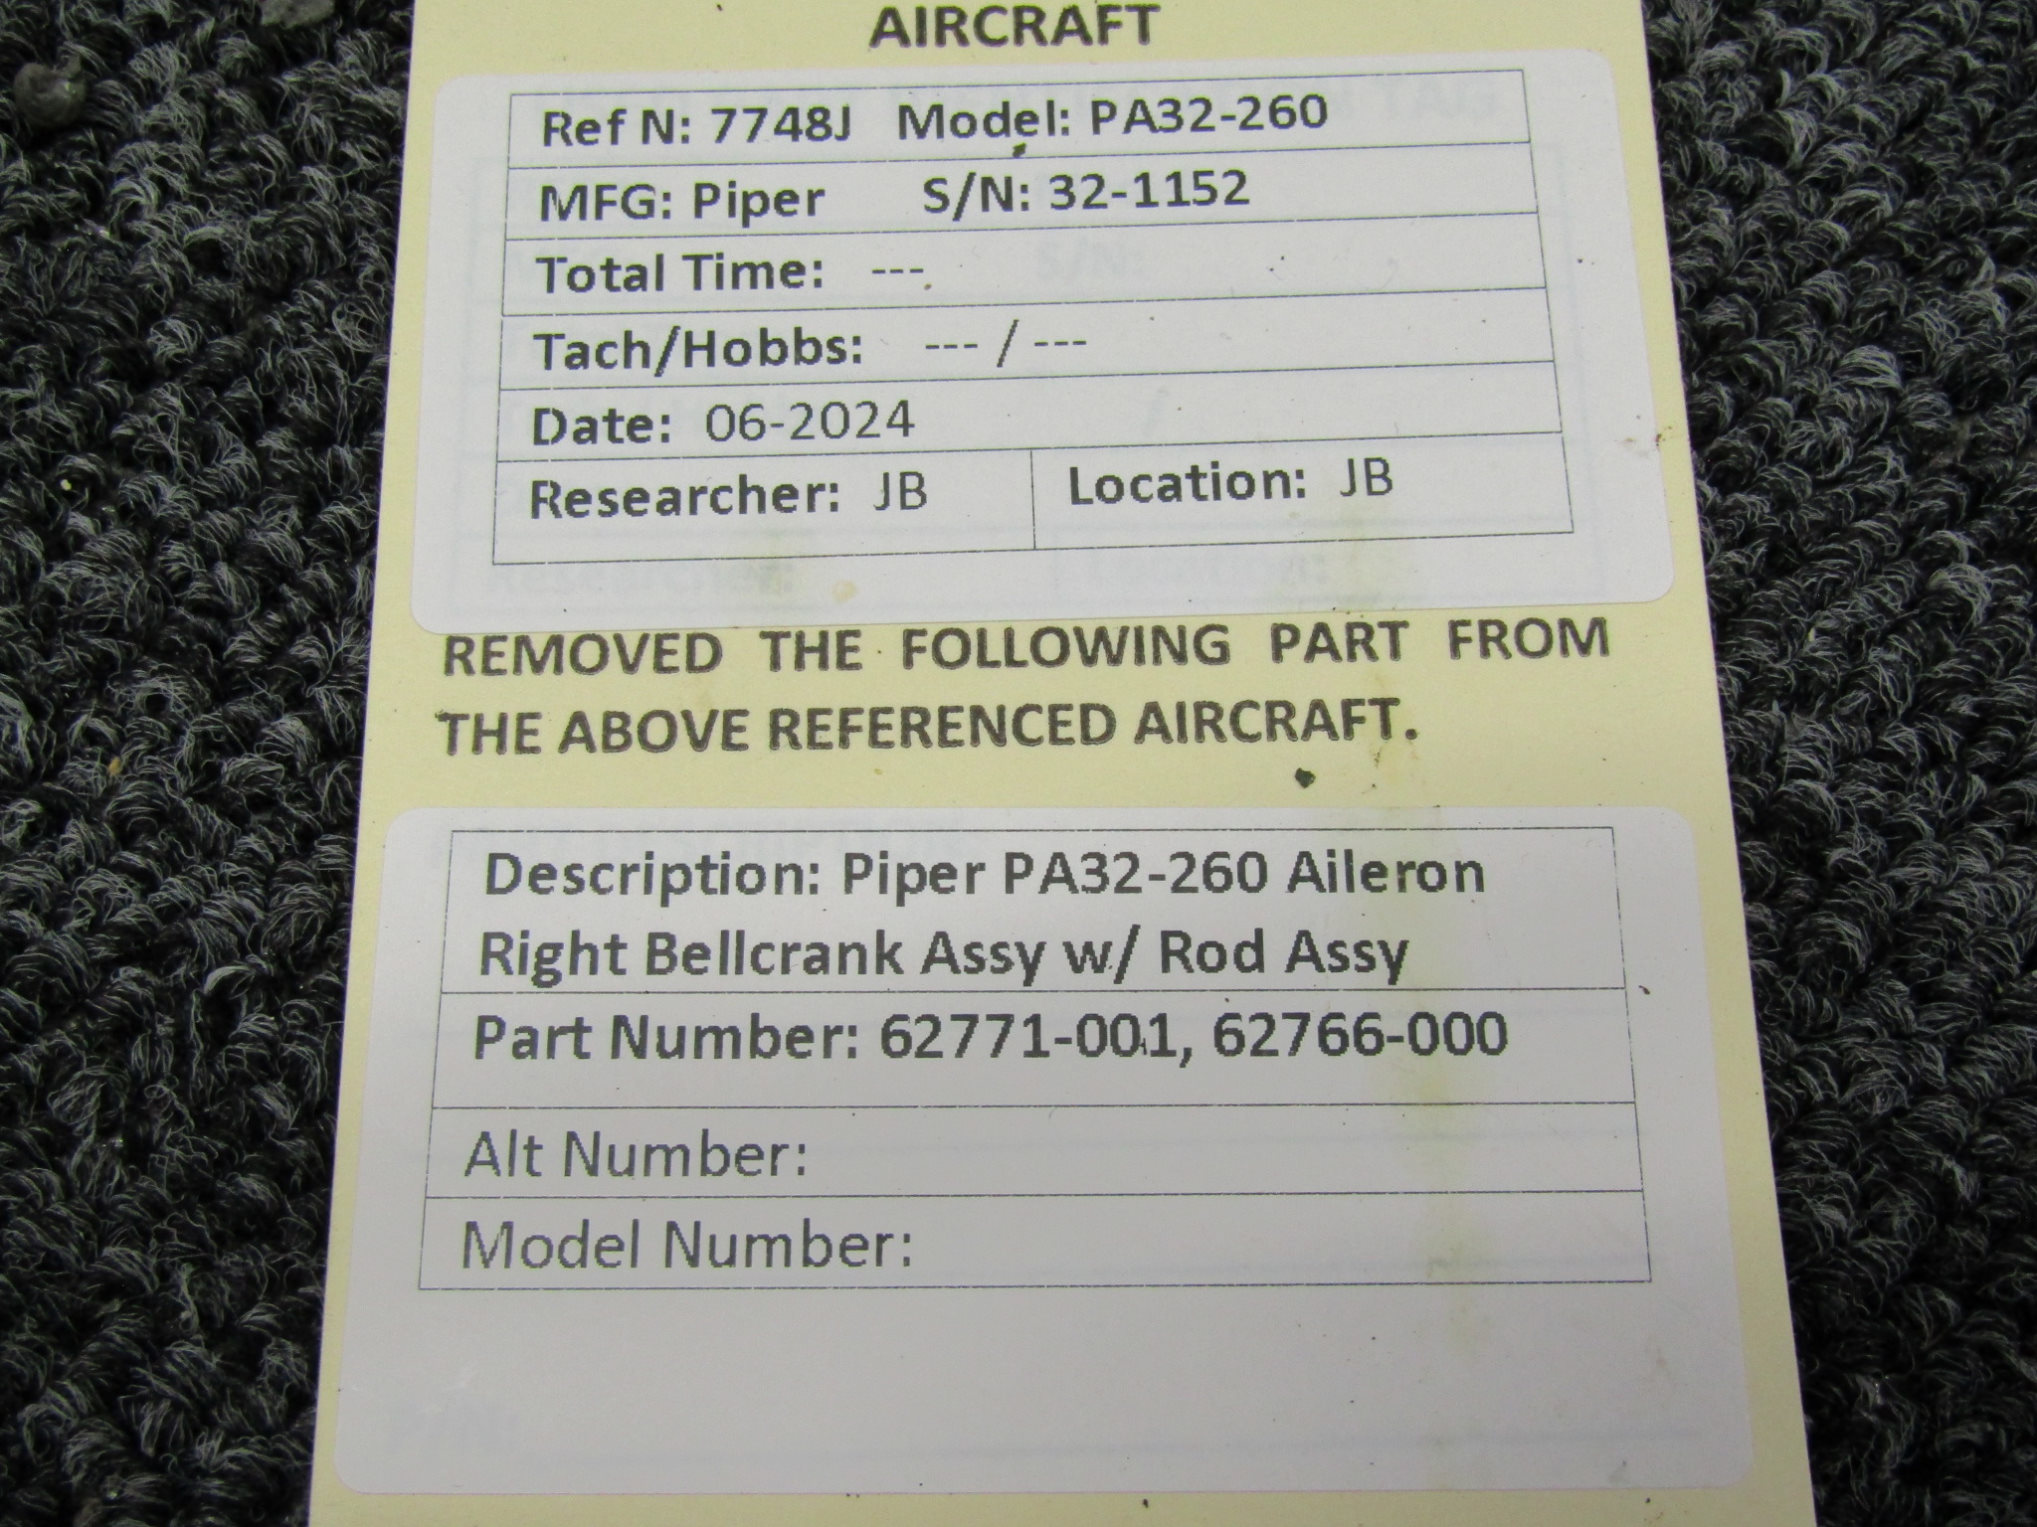 AIRCRAFT
Ref N: 7748J Model: PA32-260
MFG: Piper S/N: 32-1152
Total Time: ---
Tach/Hobbs: --- / ---
Date: 06-2024
Researcher: JB Location: JB
REMOVED THE FOLLOWING PART FROM
THE ABOVE REFERENCED AIRCRAFT.
Description: Piper PA32-260 Aileron
Right Bellcrank Assy w/ Rod Assy
Part Number: 62771-001, 62766-000
Alt Number:
Model Number: